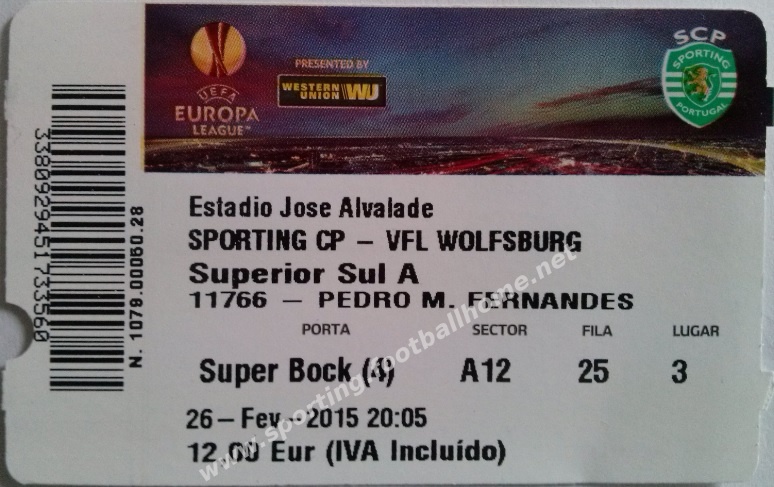 UEFA
EUROPA
LEAGUE™
PRESENTED BY
WESTERN
UNION WU
SCP
SPORTING
PORTUGAL
Estadio Jose Alvalade
SPORTING CP – VFL WOLFSBURG
Superior Sul A
11766 – PEDRO M. FERNANDES
PORTA SECTOR FILA LUGAR
Super Bock (4) A12 25 3
26–Fev–2015 20:05
12.00 Eur (IVA Incluído)
3380929451733560
N. 1079.00060.28
www.sportingfootballhome.net